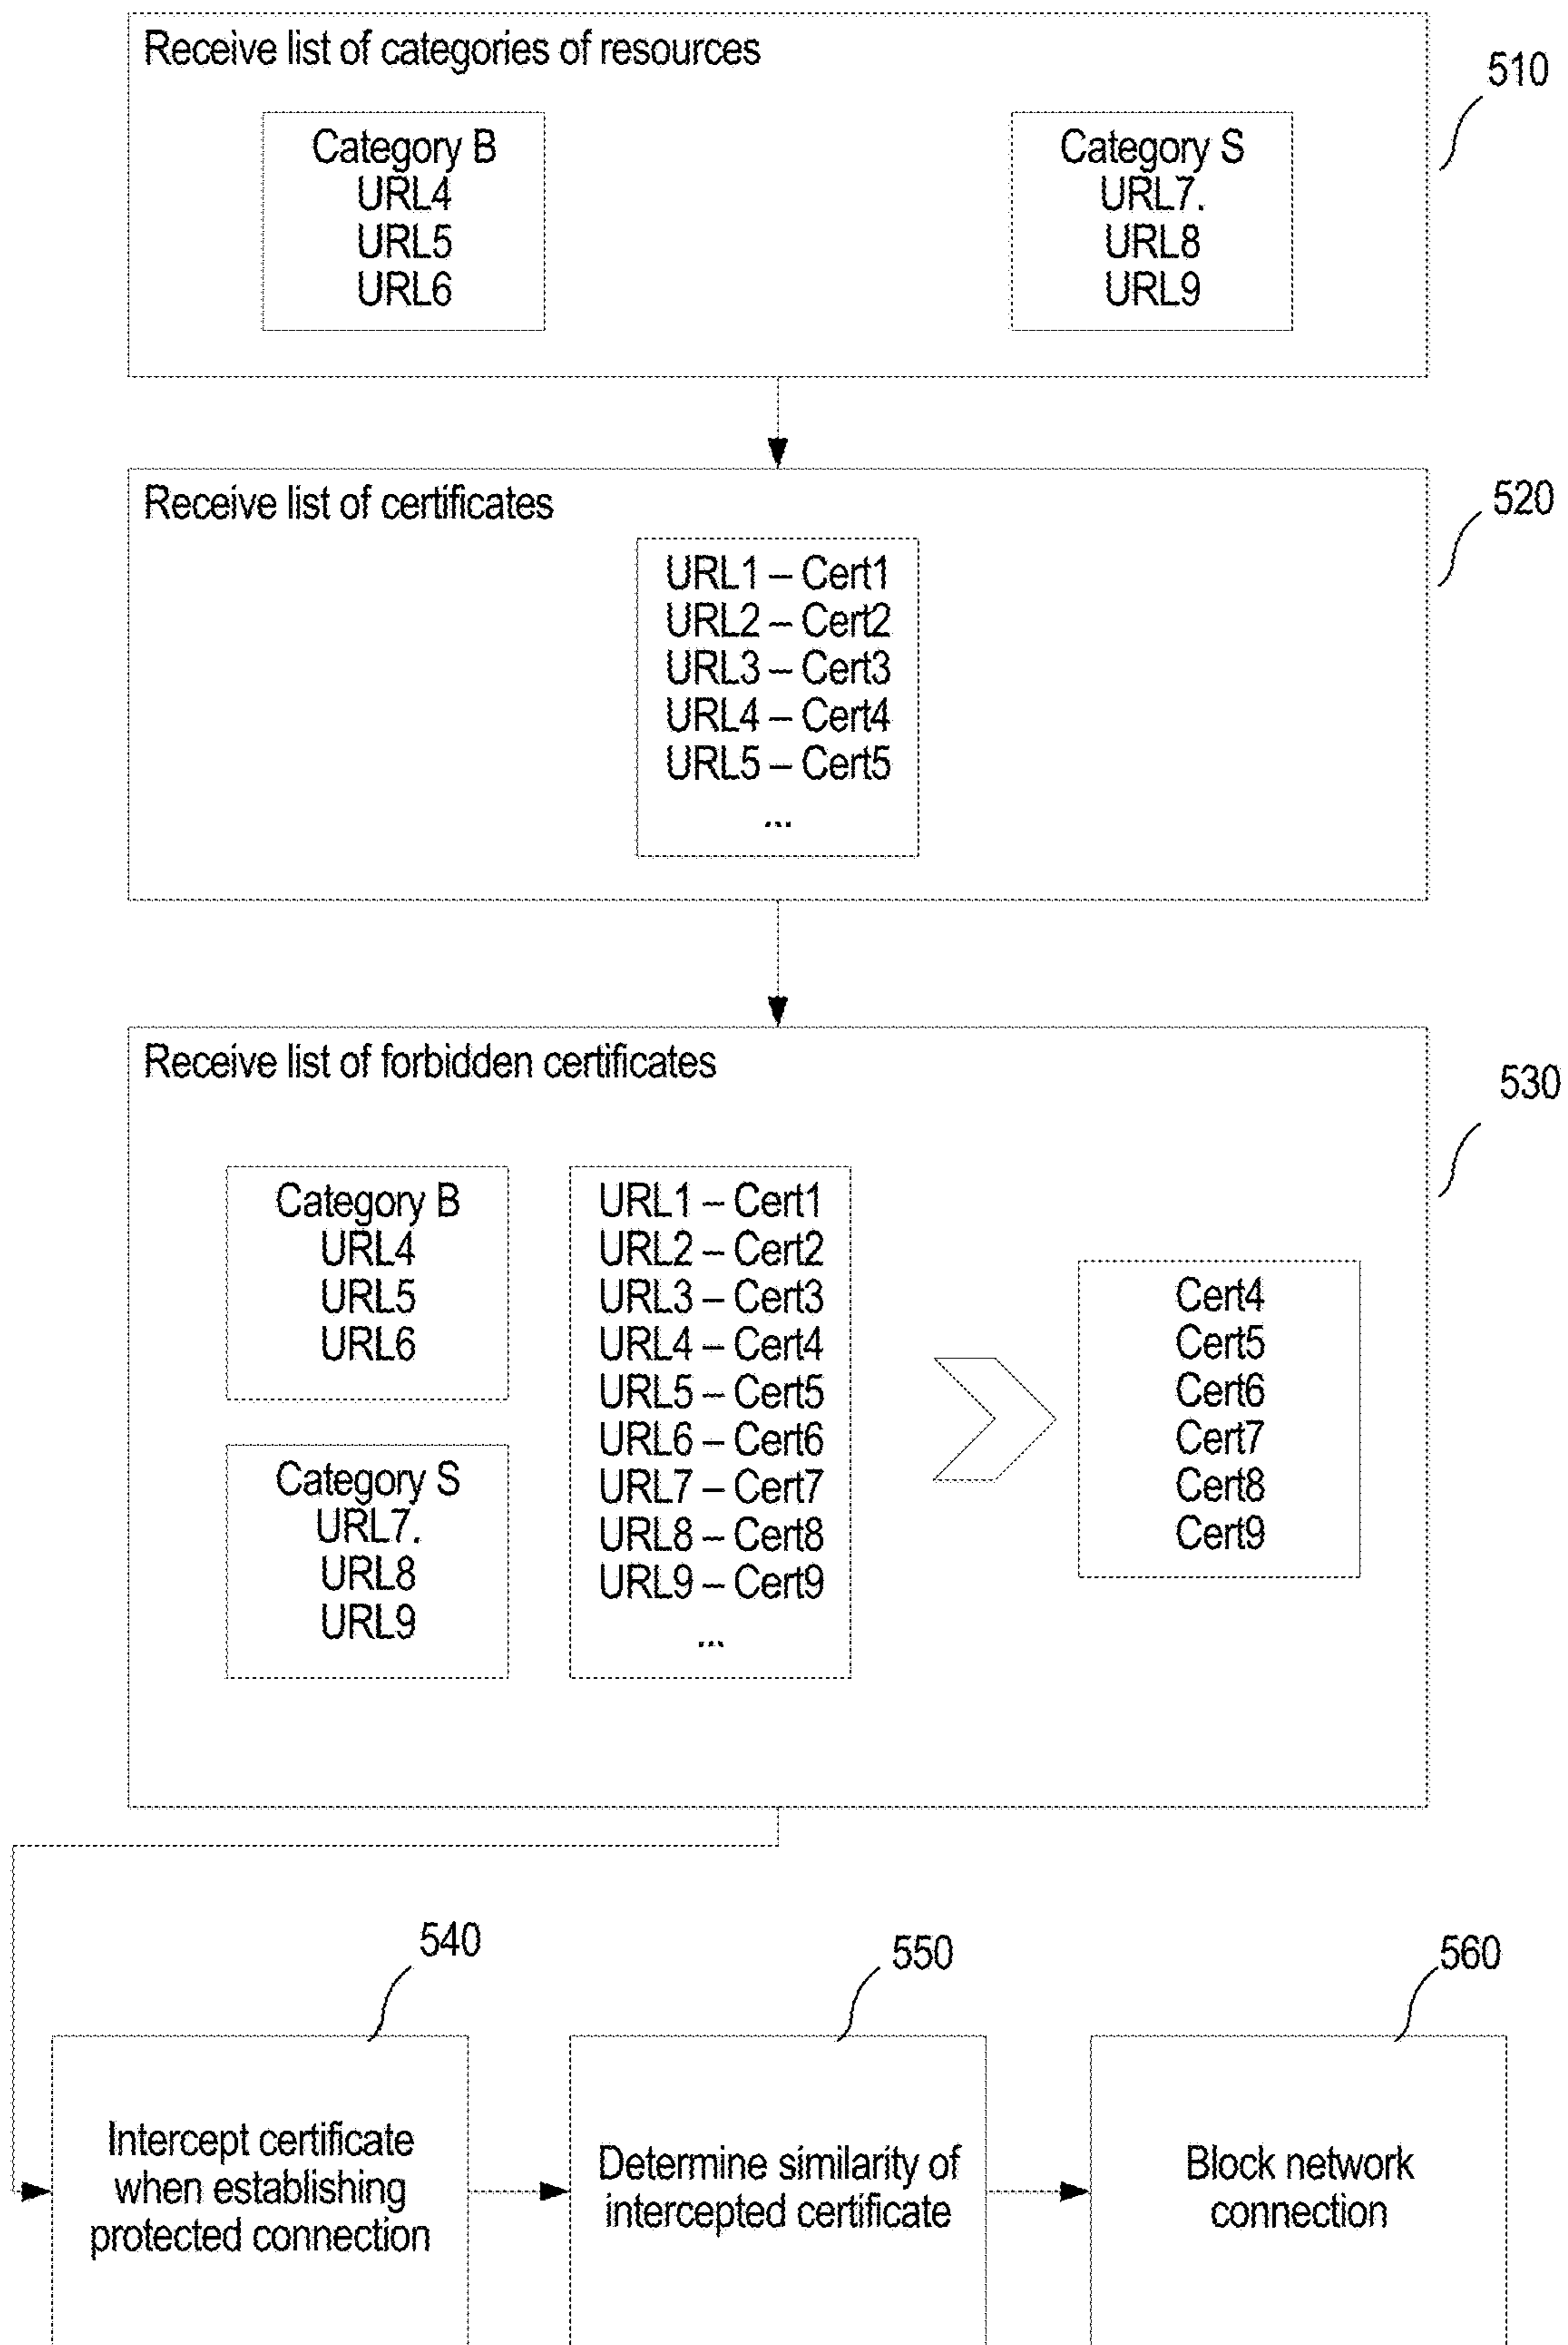 Receive list of categories of resources
510
Category B
URL4
URL5
URL6
Category S
URL7.
URL8
URL9
Receive list of certificates
520
URL1 – Cert1
URL2 – Cert2
URL3 – Cert3
URL4 – Cert4
URL5 – Cert5
...
Receive list of forbidden certificates
530
Category B
URL4
URL5
URL6
Category S
URL7.
URL8
URL9
URL1 – Cert1
URL2 – Cert2
URL3 – Cert3
URL4 – Cert4
URL5 – Cert5
URL6 – Cert6
URL7 – Cert7
URL8 – Cert8
URL9 – Cert9
...
Cert4
Cert5
Cert6
Cert7
Cert8
Cert9
540
Intercept certificate
when establishing
protected connection
550
Determine similarity of
intercepted certificate
560
Block network
connection